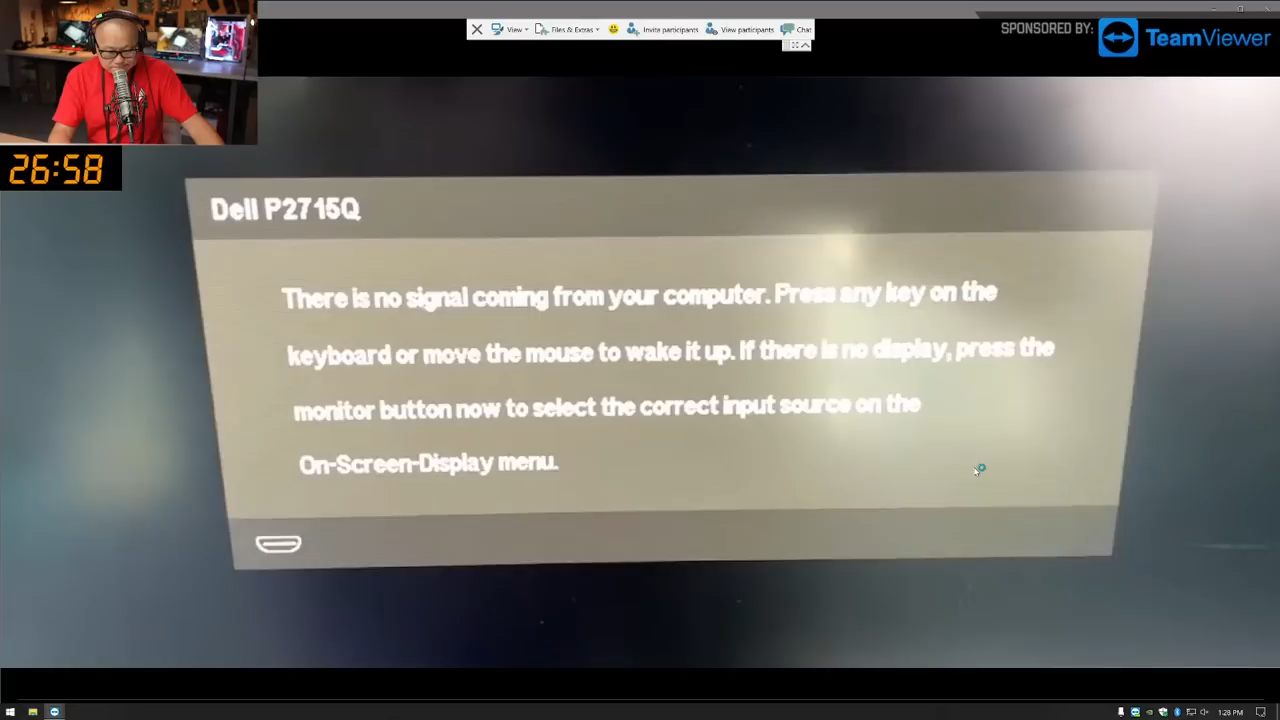 View
Files & Extras
Invite participants
View participants
Chat
SPONSORED BY:
TeamViewer
26:58
Dell P2715Q
There is no signal coming from your computer. Press any key on the
keyboard or move the mouse to wake it up. If there is no display, press the
monitor button now to select the correct input source on the
On-Screen-Display menu.
1:28 PM